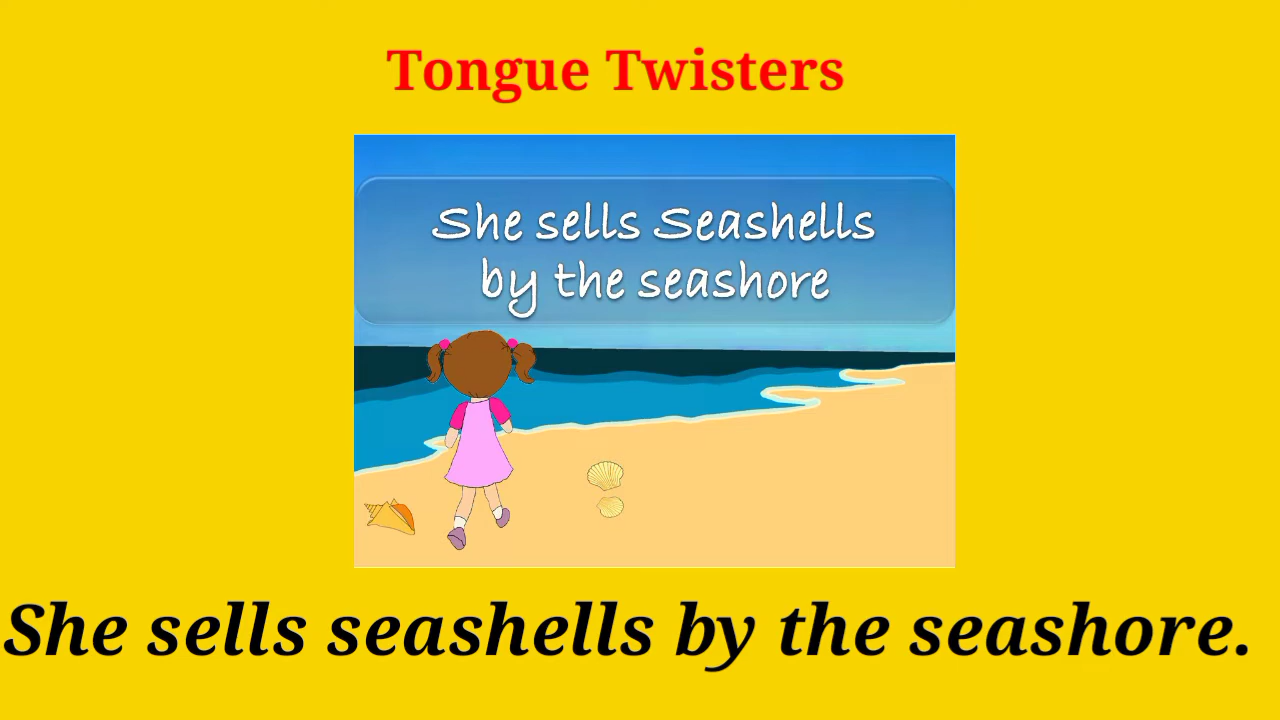 Tongue Twisters
She sells Seashells
by the seashore
She sells seashells by the seashore.